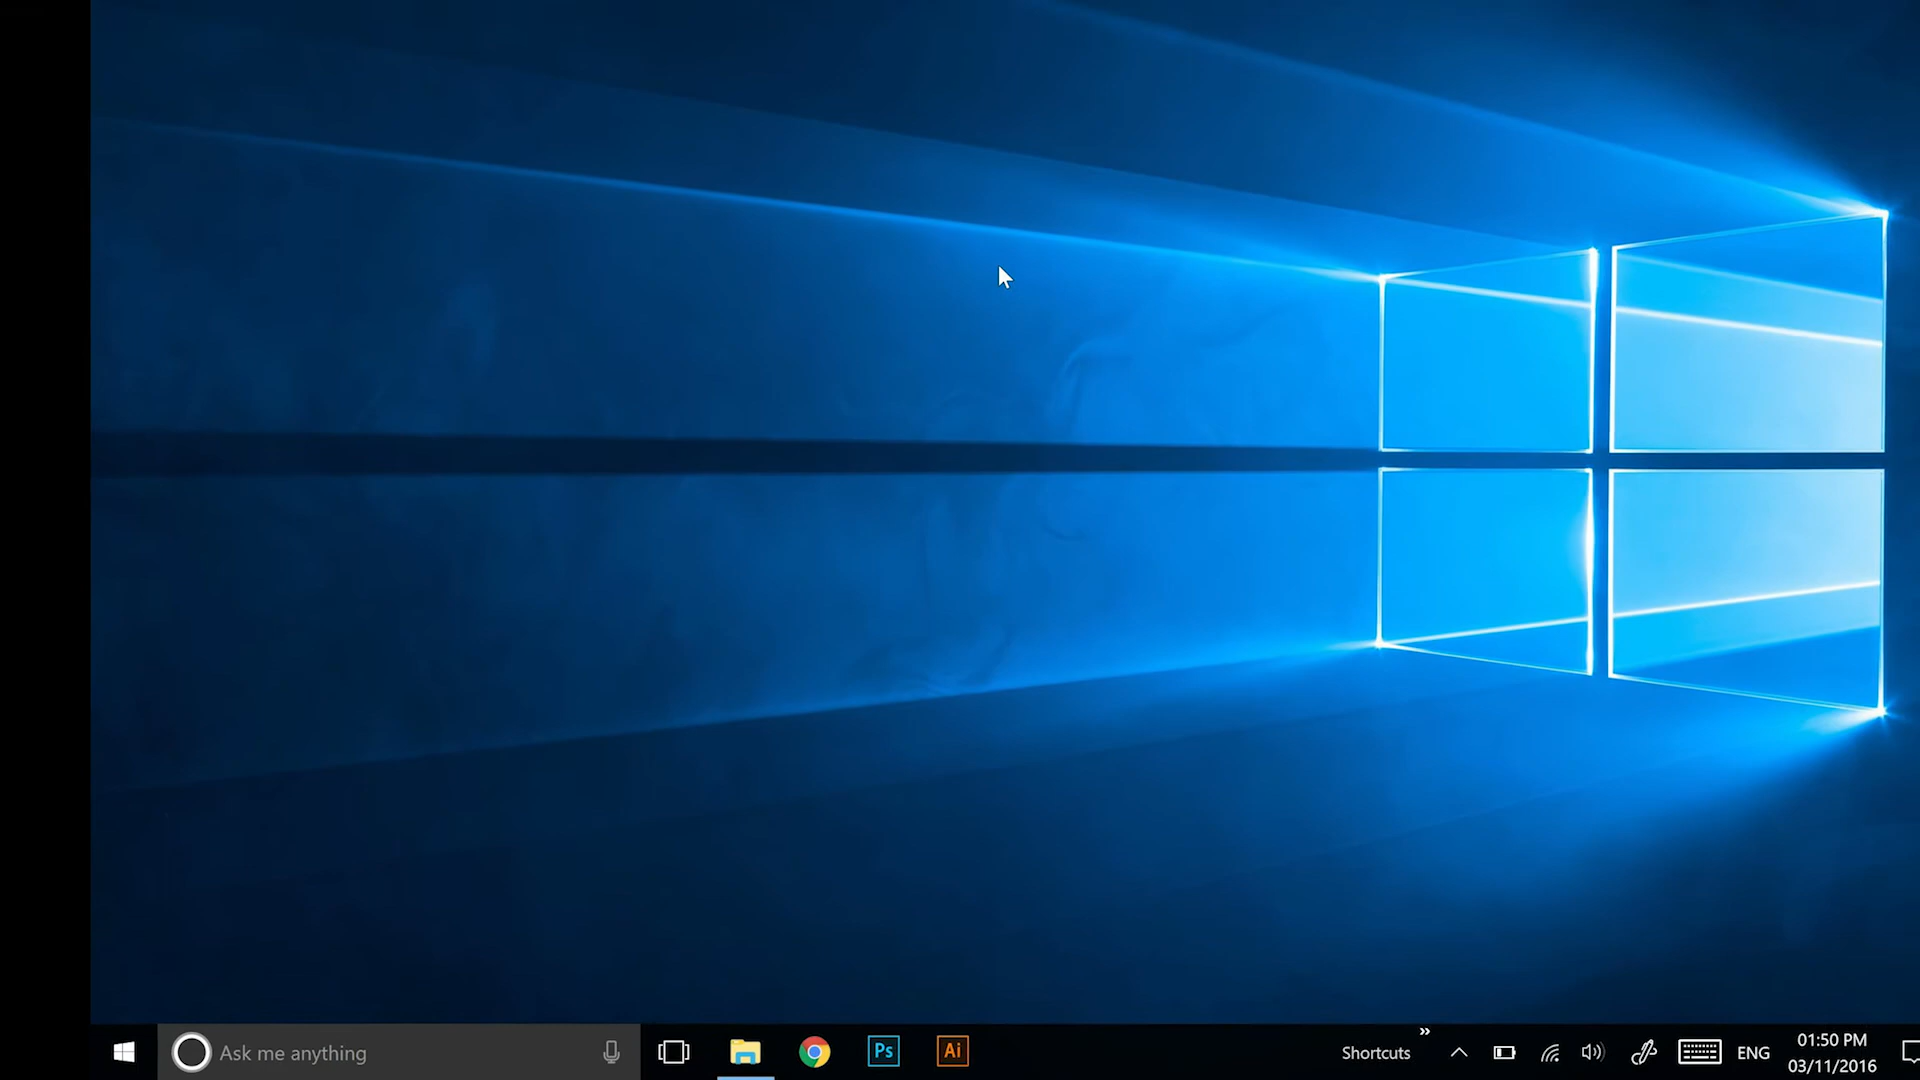 Ask me anything
Ps
Ai
Shortcuts
»
ENG
01:50 PM
03/11/2016